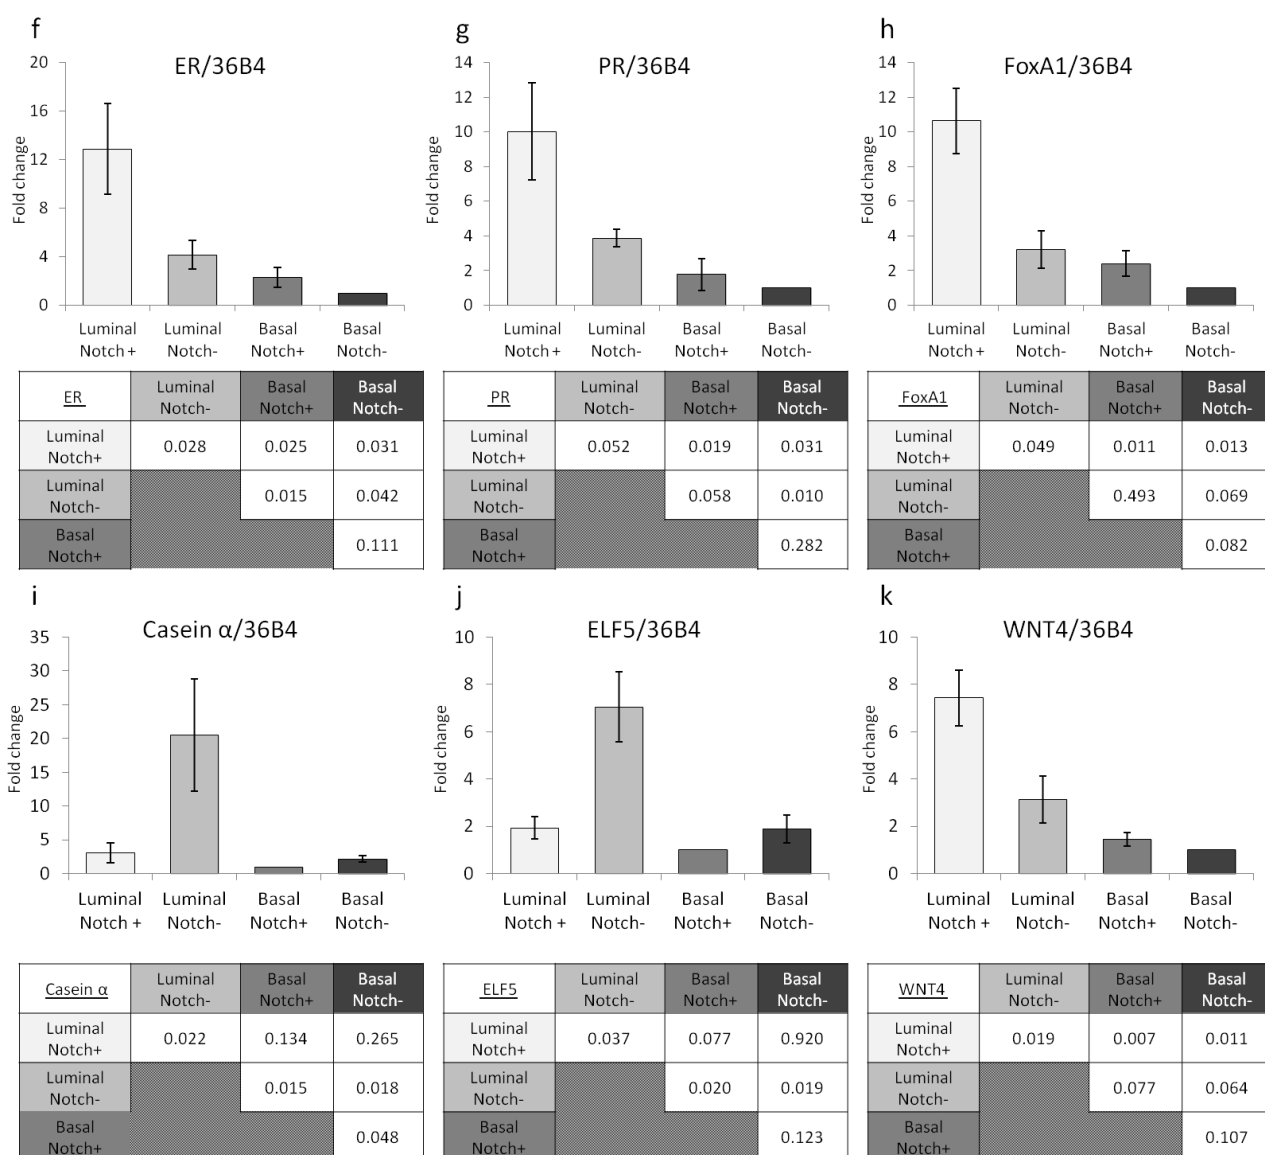 f
ER/36B4
Fold change
20
16
12
8
4
0
Luminal Notch +
Luminal Notch-
Basal Notch+
Basal Notch-
ER
Luminal Notch-
Basal Notch+
Basal Notch-
Luminal Notch+
0.028
0.025
0.031
Luminal Notch-
0.015
0.042
Basal Notch+
0.111
g
PR/36B4
Fold change
14
12
10
8
6
4
2
0
Luminal Notch +
Luminal Notch-
Basal Notch+
Basal Notch-
PR
Luminal Notch-
Basal Notch+
Basal Notch-
Luminal Notch+
0.052
0.019
0.031
Luminal Notch-
0.058
0.010
Basal Notch+
0.282
h
FoxA1/36B4
Fold change
14
12
10
8
6
4
2
0
Luminal Notch +
Luminal Notch-
Basal Notch+
Basal Notch-
FoxA1
Luminal Notch-
Basal Notch+
Basal Notch-
Luminal Notch+
0.049
0.011
0.013
Luminal Notch-
0.493
0.069
Basal Notch+
0.082
i
Casein α/36B4
Fold change
35
30
25
20
15
10
5
0
Luminal Notch +
Luminal Notch-
Basal Notch+
Basal Notch-
Casein α
Luminal Notch-
Basal Notch+
Basal Notch-
Luminal Notch+
0.022
0.134
0.265
Luminal Notch-
0.015
0.018
Basal Notch+
0.048
j
ELF5/36B4
Fold change
10
8
6
4
2
0
Luminal Notch +
Luminal Notch-
Basal Notch+
Basal Notch-
ELF5
Luminal Notch-
Basal Notch+
Basal Notch-
Luminal Notch+
0.037
0.077
0.920
Luminal Notch-
0.020
0.019
Basal Notch+
0.123
k
WNT4/36B4
Fold change
10
8
6
4
2
0
Luminal Notch +
Luminal Notch-
Basal Notch+
Basal Notch-
WNT4
Luminal Notch-
Basal Notch+
Basal Notch-
Luminal Notch+
0.019
0.007
0.011
Luminal Notch-
0.077
0.064
Basal Notch+
0.107